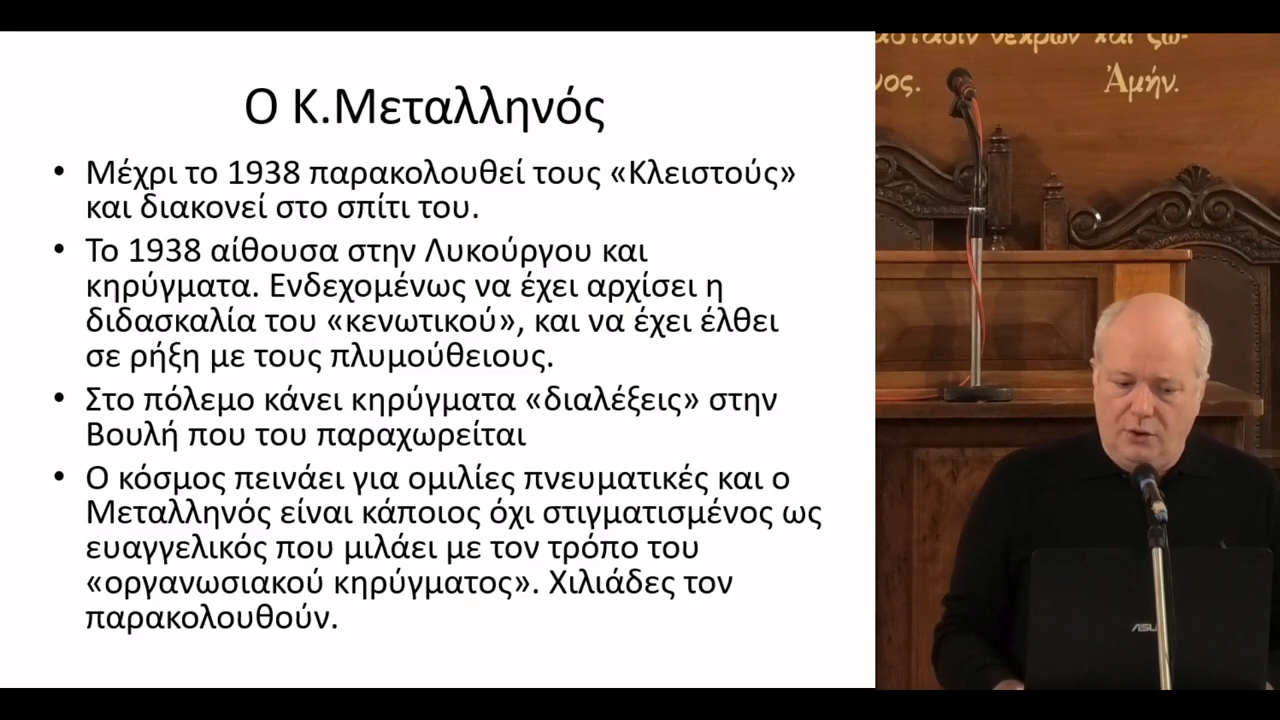 Ο Κ.Μεταλληνός
• Μέχρι το 1938 παρακολουθεί τους «Κλειστούς»
και διακονεί στο σπίτι του.
• Το 1938 αίθουσα στην Λυκούργου και
κηρύγματα. Ενδεχομένως να έχει αρχίσει η
διδασκαλία του «κενωτικού», και να έχει έλθει
σε ρήξη με τους πλυμούθειους.
• Στο πόλεμο κάνει κηρύγματα «διαλέξεις» στην
Βουλή που του παραχωρείται
• Ο κόσμος πεινάει για ομιλίες πνευματικές και ο
Μεταλληνός είναι κάποιος όχι στιγματισμένος ως
ευαγγελικός που μιλάει με τον τρόπο του
«οργανωσιακού κηρύγματος». Χιλιάδες τον
παρακολουθούν.
νεκρῶν καὶ ζω-
Ἀμήν.
ASUS